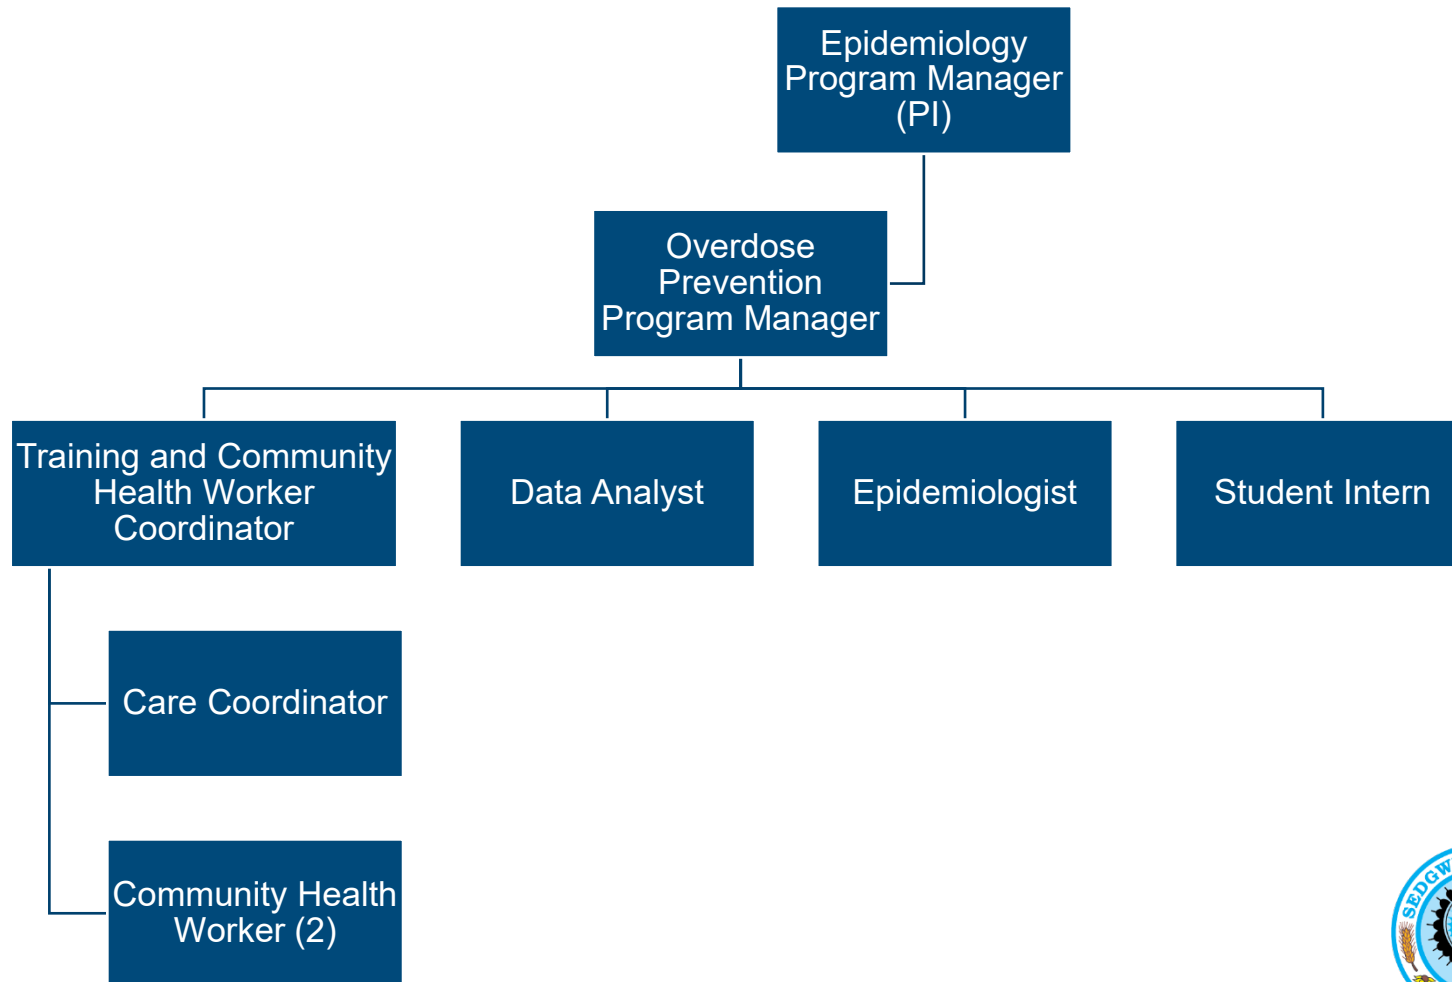 Epidemiology
Program Manager
(PI)
Overdose
Prevention
Program Manager
Training and Community
Health Worker
Coordinator
Data Analyst
Epidemiologist
Student Intern
Care Coordinator
Community Health
Worker (2)